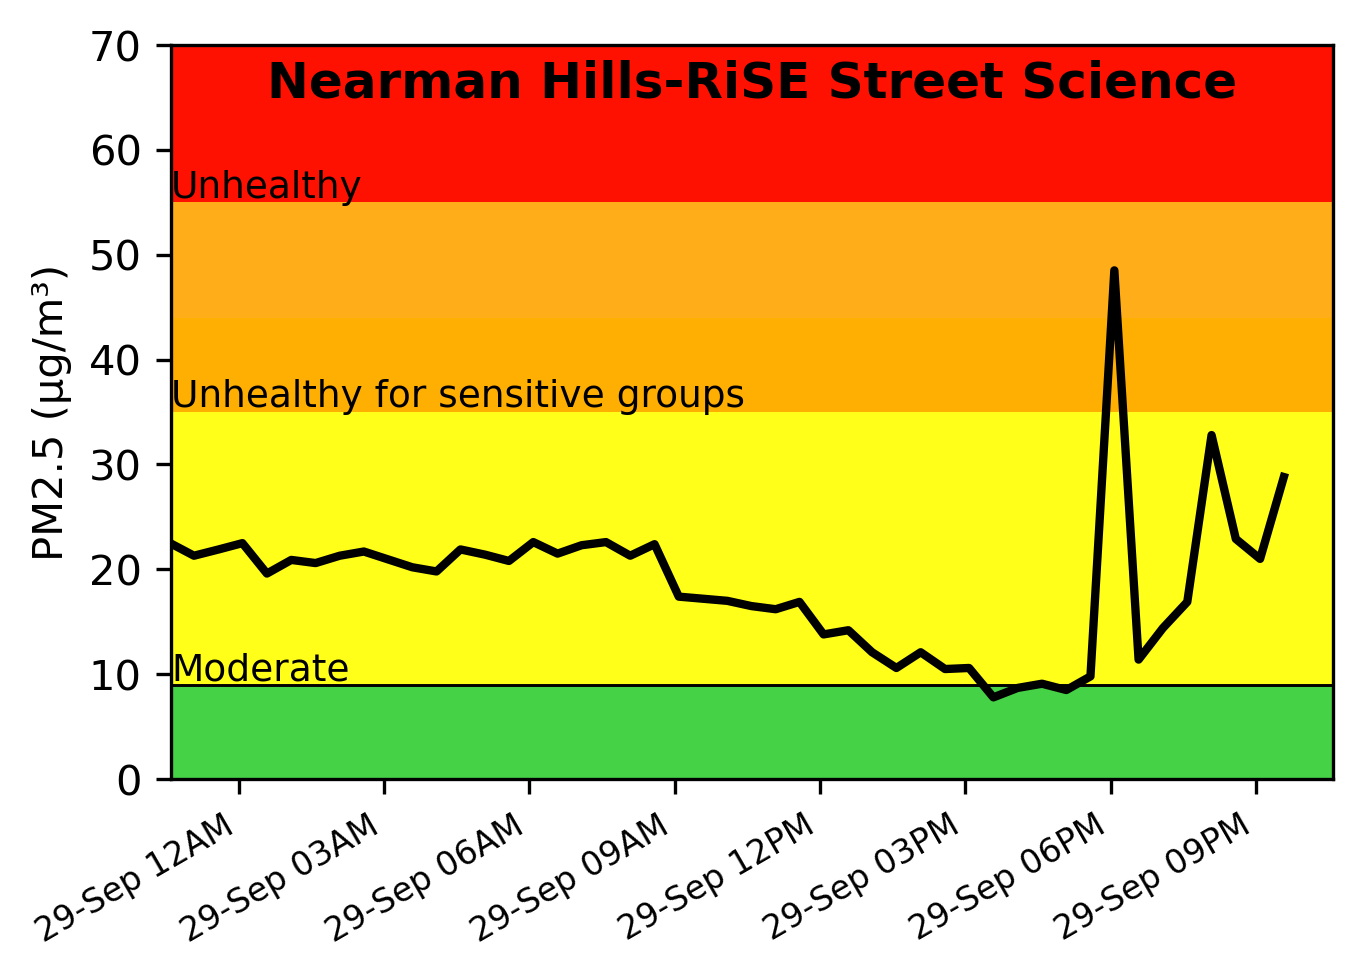 Nearman Hills-RiSE Street Science
70
60
Unhealthy
50
40
Unhealthy for sensitive groups
30
20
Moderate
10
0
PM2.5 (µg/m³)
29-Sep 12AM
29-Sep 03AM
29-Sep 06AM
29-Sep 09AM
29-Sep 12PM
29-Sep 03PM
29-Sep 06PM
29-Sep 09PM